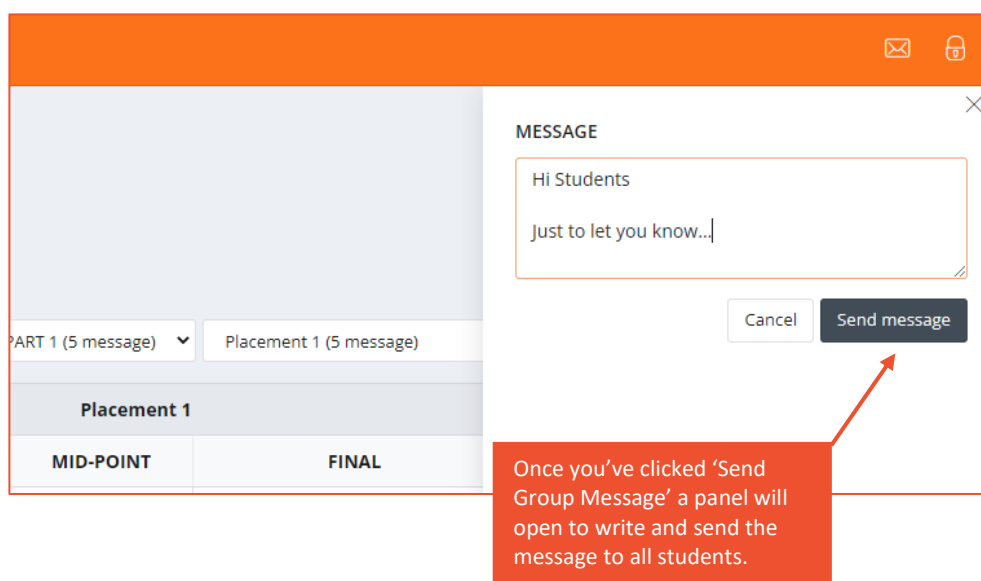 MESSAGE
Hi Students
Just to let you know...
Cancel
Send message
PART 1 (5 message)
Placement 1 (5 message)
Placement 1
MID-POINT
FINAL
Once you've clicked ‘Send
Group Message’ a panel will
open to write and send the
message to all students.